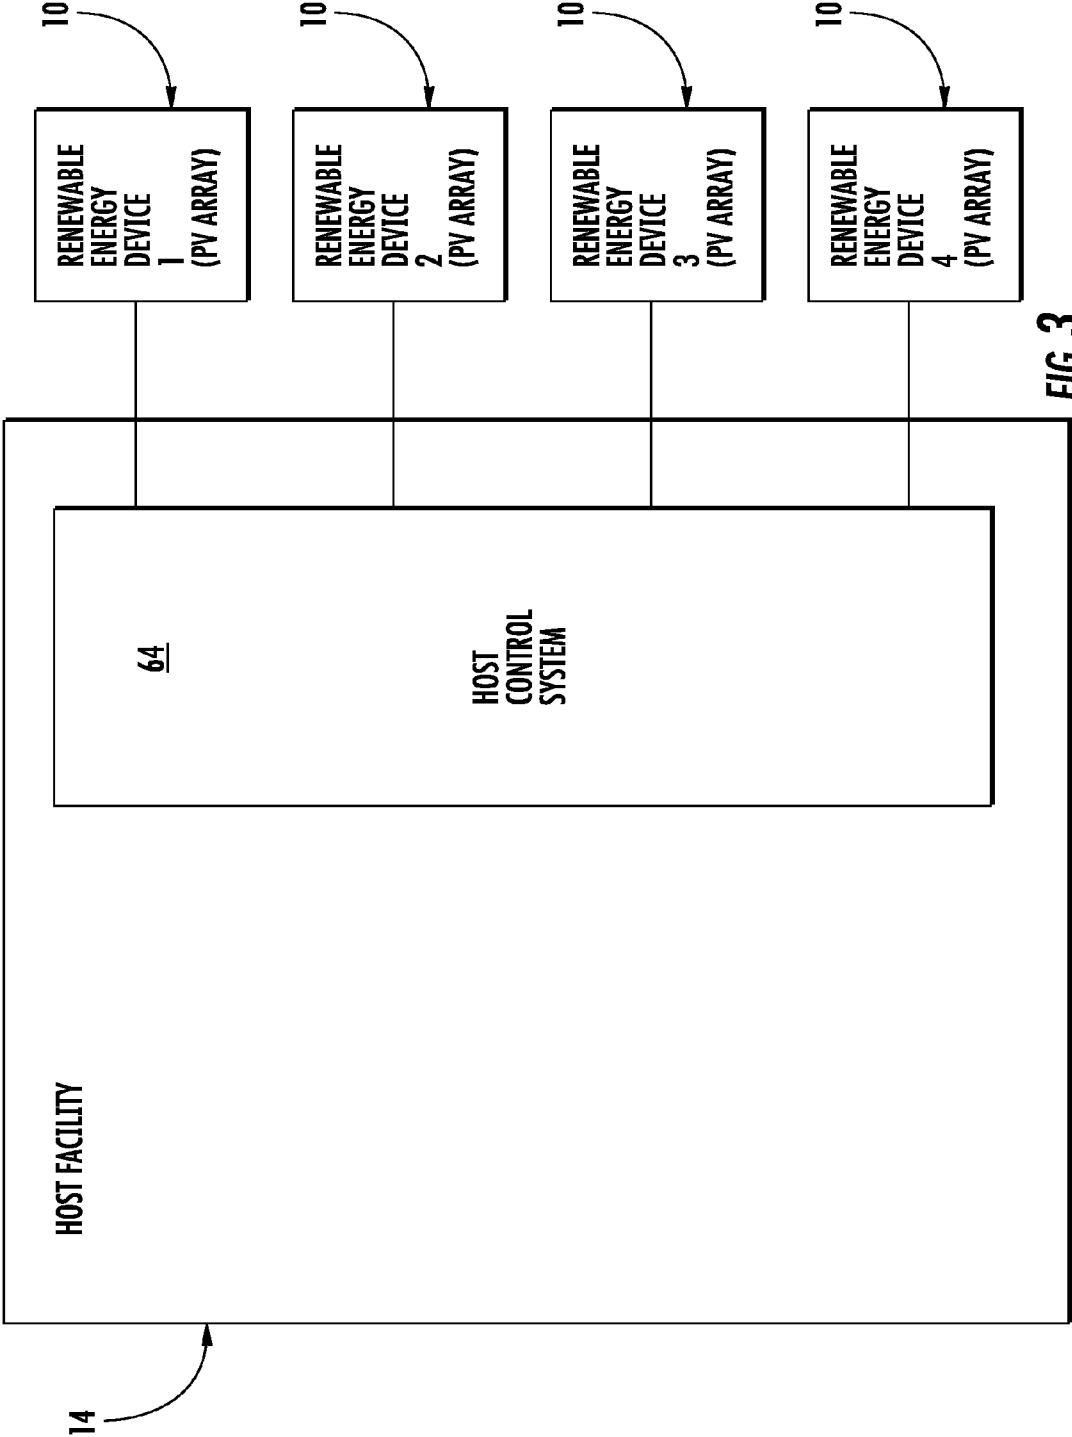 14
HOST FACILITY
64
HOST
CONTROL
SYSTEM
RENEWABLE
ENERGY
DEVICE
1
(PV ARRAY)
10
RENEWABLE
ENERGY
DEVICE
2
(PV ARRAY)
10
RENEWABLE
ENERGY
DEVICE
3
(PV ARRAY)
10
RENEWABLE
ENERGY
DEVICE
4
(PV ARRAY)
10
FIG. 3